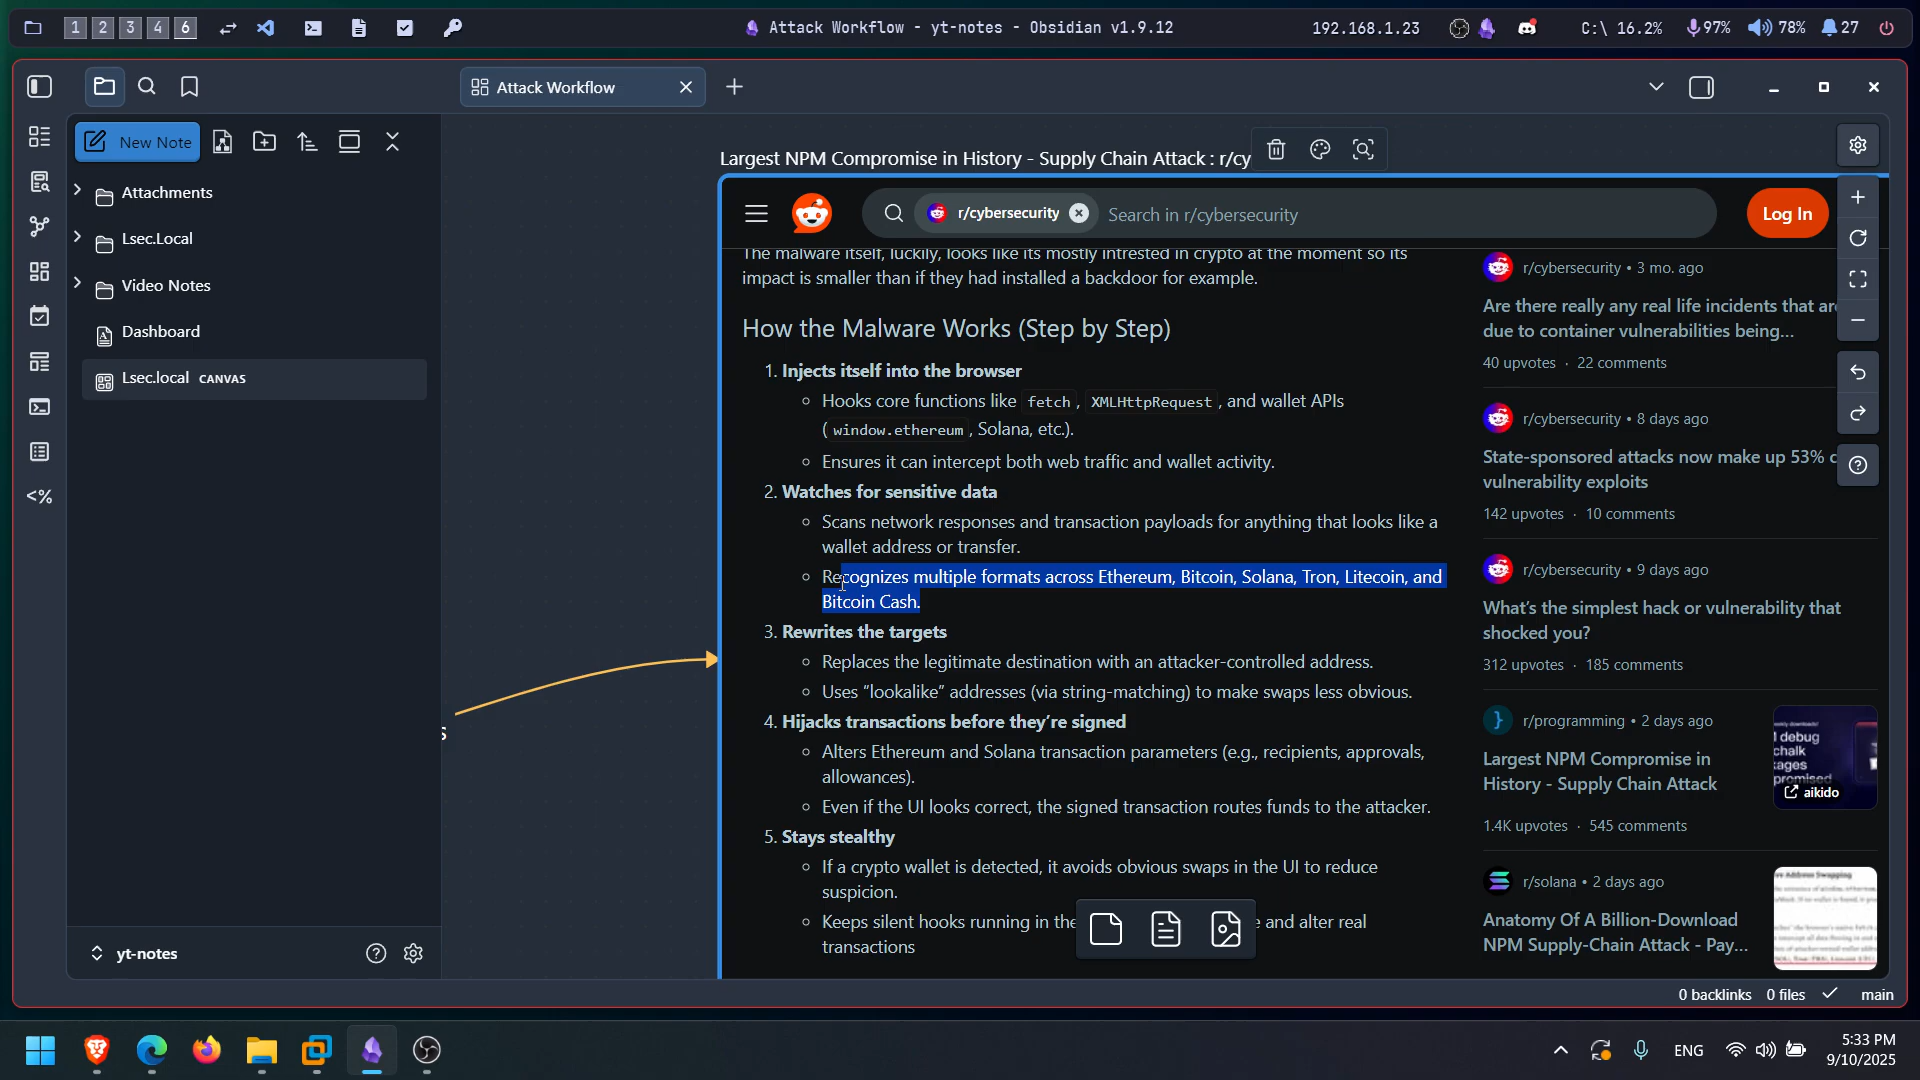 1 2 3 4 6
Attack Workflow - yt-notes - Obsidian v1.9.12
192.168.1.23
C:\ 16.2% 97% 78% 27
Attack Workflow
New Note
Attachments
Lsec.Local
Video Notes
Dashboard
Lsec.local CANVAS
yt-notes
s
Largest NPM Compromise in History - Supply Chain Attack : r/cy
r/cybersecurity Search in r/cybersecurity
Log In
The malware itself, luckily, looks like its mostly intrested in crypto at the moment so its
impact is smaller than if they had installed a backdoor for example.
How the Malware Works (Step by Step)
1. Injects itself into the browser
Hooks core functions like fetch, XMLHttpRequest, and wallet APIs
(window.ethereum, Solana, etc.).
Ensures it can intercept both web traffic and wallet activity.
2. Watches for sensitive data
Scans network responses and transaction payloads for anything that looks like a
wallet address or transfer.
Recognizes multiple formats across Ethereum, Bitcoin, Solana, Tron, Litecoin, and
Bitcoin Cash.
3. Rewrites the targets
Replaces the legitimate destination with an attacker-controlled address.
Uses “lookalike” addresses (via string-matching) to make swaps less obvious.
4. Hijacks transactions before they’re signed
Alters Ethereum and Solana transaction parameters (e.g., recipients, approvals,
allowances).
Even if the UI looks correct, the signed transaction routes funds to the attacker.
5. Stays stealthy
If a crypto wallet is detected, it avoids obvious swaps in the UI to reduce
suspicion.
Keeps silent hooks running in the and alter real
transactions
r/cybersecurity • 3 mo. ago
Are there really any real life incidents that are
due to container vulnerabilities being...
40 upvotes · 22 comments
r/cybersecurity • 8 days ago
State-sponsored attacks now make up 53%
vulnerability exploits
142 upvotes · 10 comments
r/cybersecurity • 9 days ago
What's the simplest hack or vulnerability that
shocked you?
312 upvotes · 185 comments
r/programming • 2 days ago
Largest NPM Compromise in
History - Supply Chain Attack
1.4K upvotes · 545 comments
debug
chalk
aikido
r/solana • 2 days ago
Anatomy Of A Billion-Download
NPM Supply-Chain Attack - Pay...
0 backlinks 0 files main
<%
ENG
5:33 PM
9/10/2025